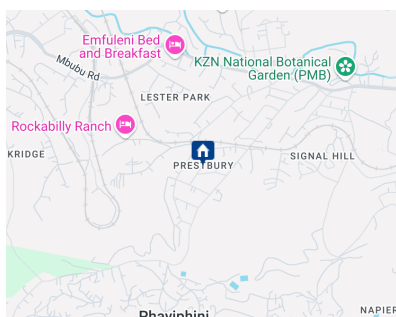 Emfuleni Bed
and Breakfast
Mbubu Rd
KZN National Botanical
Garden (PMB)
LESTER PARK
Rockabilly Ranch
KRIDGE
PRESTBURY
SIGNAL HILL
NAPIER
Phayiphini